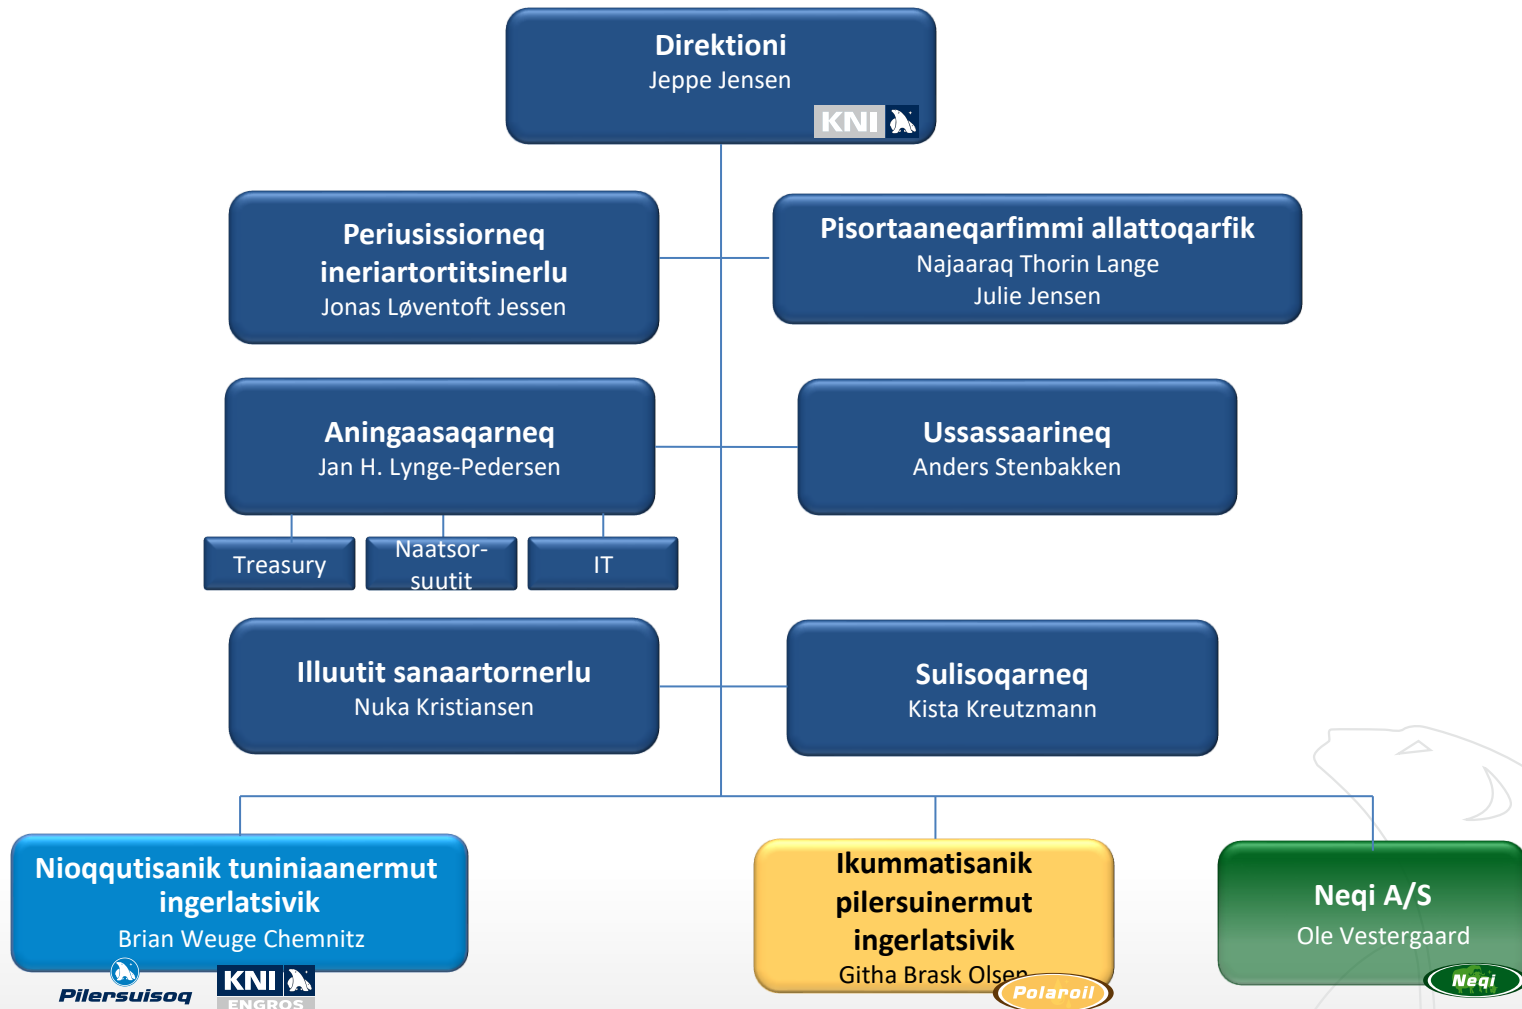 Direktioni
Jeppe Jensen
KNI
Periusissiorneq
ineriartortitsinerlu
Jonas Løventoft Jessen
Pisortaaneqarfimmi allattoqarfik
Najaaraq Thorin Lange
Julie Jensen
Aningaasaqarneq
Jan H. Lynge-Pedersen
Ussassaarineq
Anders Stenbakken
Treasury
Naatsor-
suutit
IT
Illuutit sanaartornerlu
Nuka Kristiansen
Sulisoqarneq
Kista Kreutzmann
Nioqqutisanik tuniniaanermut
ingerlatsivik
Brian Weuge Chemnitz
Pilersuisoq
KNI
ENGROS
Ikummatisanik
pilersuinermut
ingerlatsivik
Githa Brask Olsen
Polaroil
Neqi A/S
Ole Vestergaard
Neqi